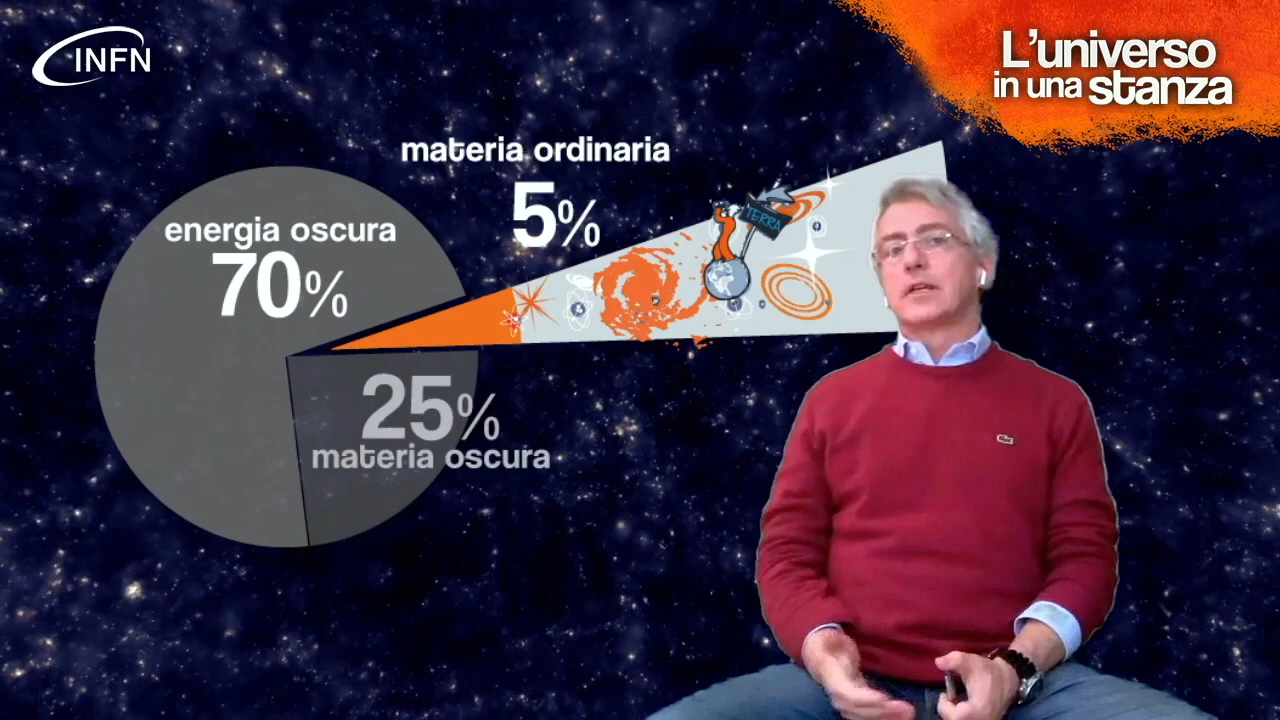 INFN
L'universo
in una stanza
materia ordinaria
5%
energia oscura
70%
TERRA
25%
materia oscura